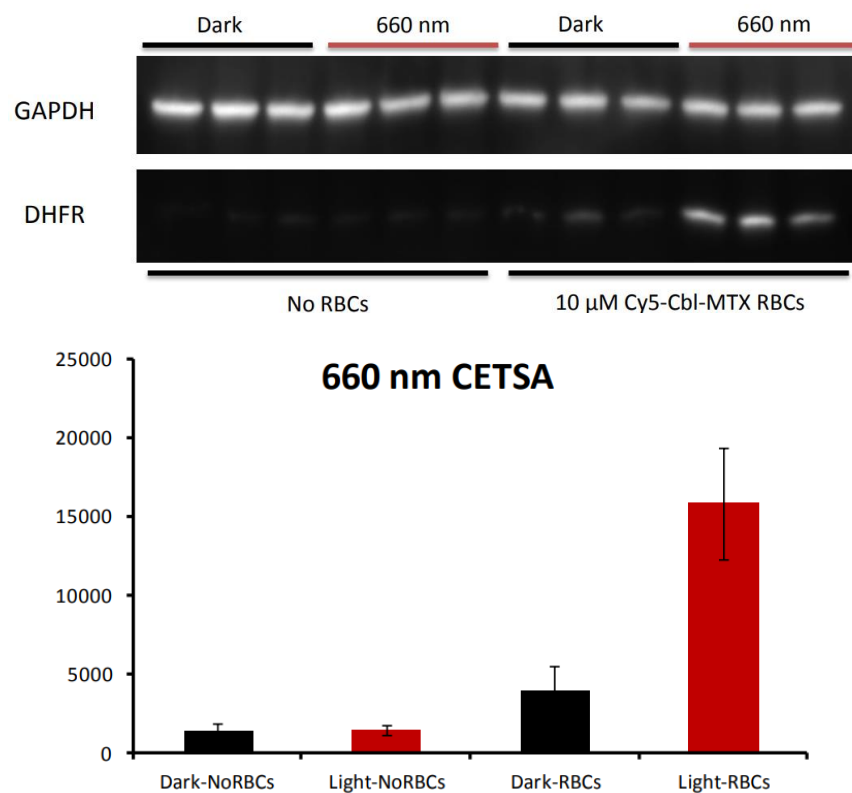 Dark 660 nm Dark 660 nm
GAPDH
DHFR
No RBCs 10 µM Cy5-Cbl-MTX RBCs
660 nm CETSA
25000
20000
15000
10000
5000
0
Dark-NoRBCs Light-NoRBCs Dark-RBCs Light-RBCs